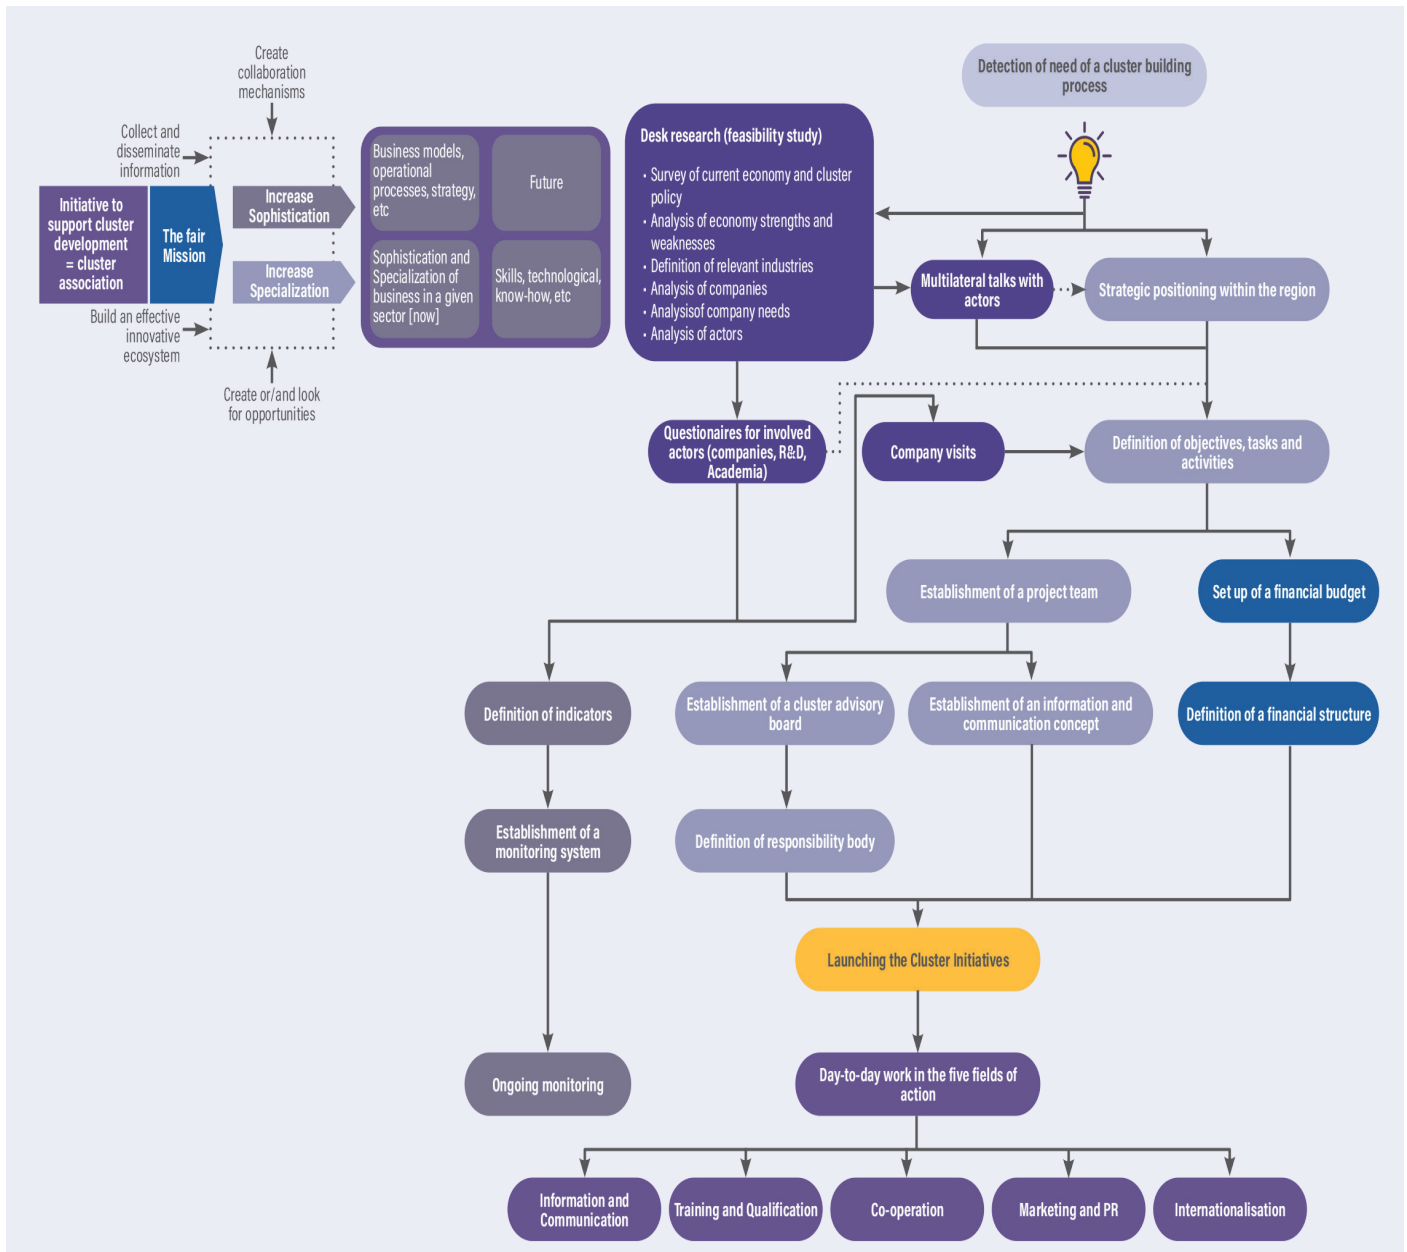 Create
collaboration
mechanisms
Collect and
disseminate
information
Initiative to
support cluster
development
= cluster
association
The fair
Mission
Increase
Sophistication
Increase
Specialization
Build an effective
innovative
ecosystem
Create or/and look
for opportunities
Business models,
operational
processes, strategy,
etc
Future
Sophistication and
Specialization of
business in a given
sector [now]
Skills, technological,
know-how, etc
Desk research (feasibility study)
• Survey of current economy and cluster
policy
• Analysis of economy strengths and
weaknesses
• Definition of relevant industries
• Analysis of companies
• Analysisof company needs
• Analysis of actors
Detection of need of a cluster building
process
Multilateral talks with
actors
Strategic positioning within the region
Questionaires for involved
actors (companies, R&D,
Academia)
Company visits
Definition of objectives, tasks and
activities
Establishment of a project team
Set up of a financial budget
Definition of indicators
Establishment of a cluster advisory
board
Establishment of an information and
communication concept
Definition of a financial structure
Establishment of a
monitoring system
Definition of responsibility body
Launching the Cluster Initiatives
Ongoing monitoring
Day-to-day work in the five fields of
action
Information and
Communication
Training and Qualification
Co-operation
Marketing and PR
Internationalisation